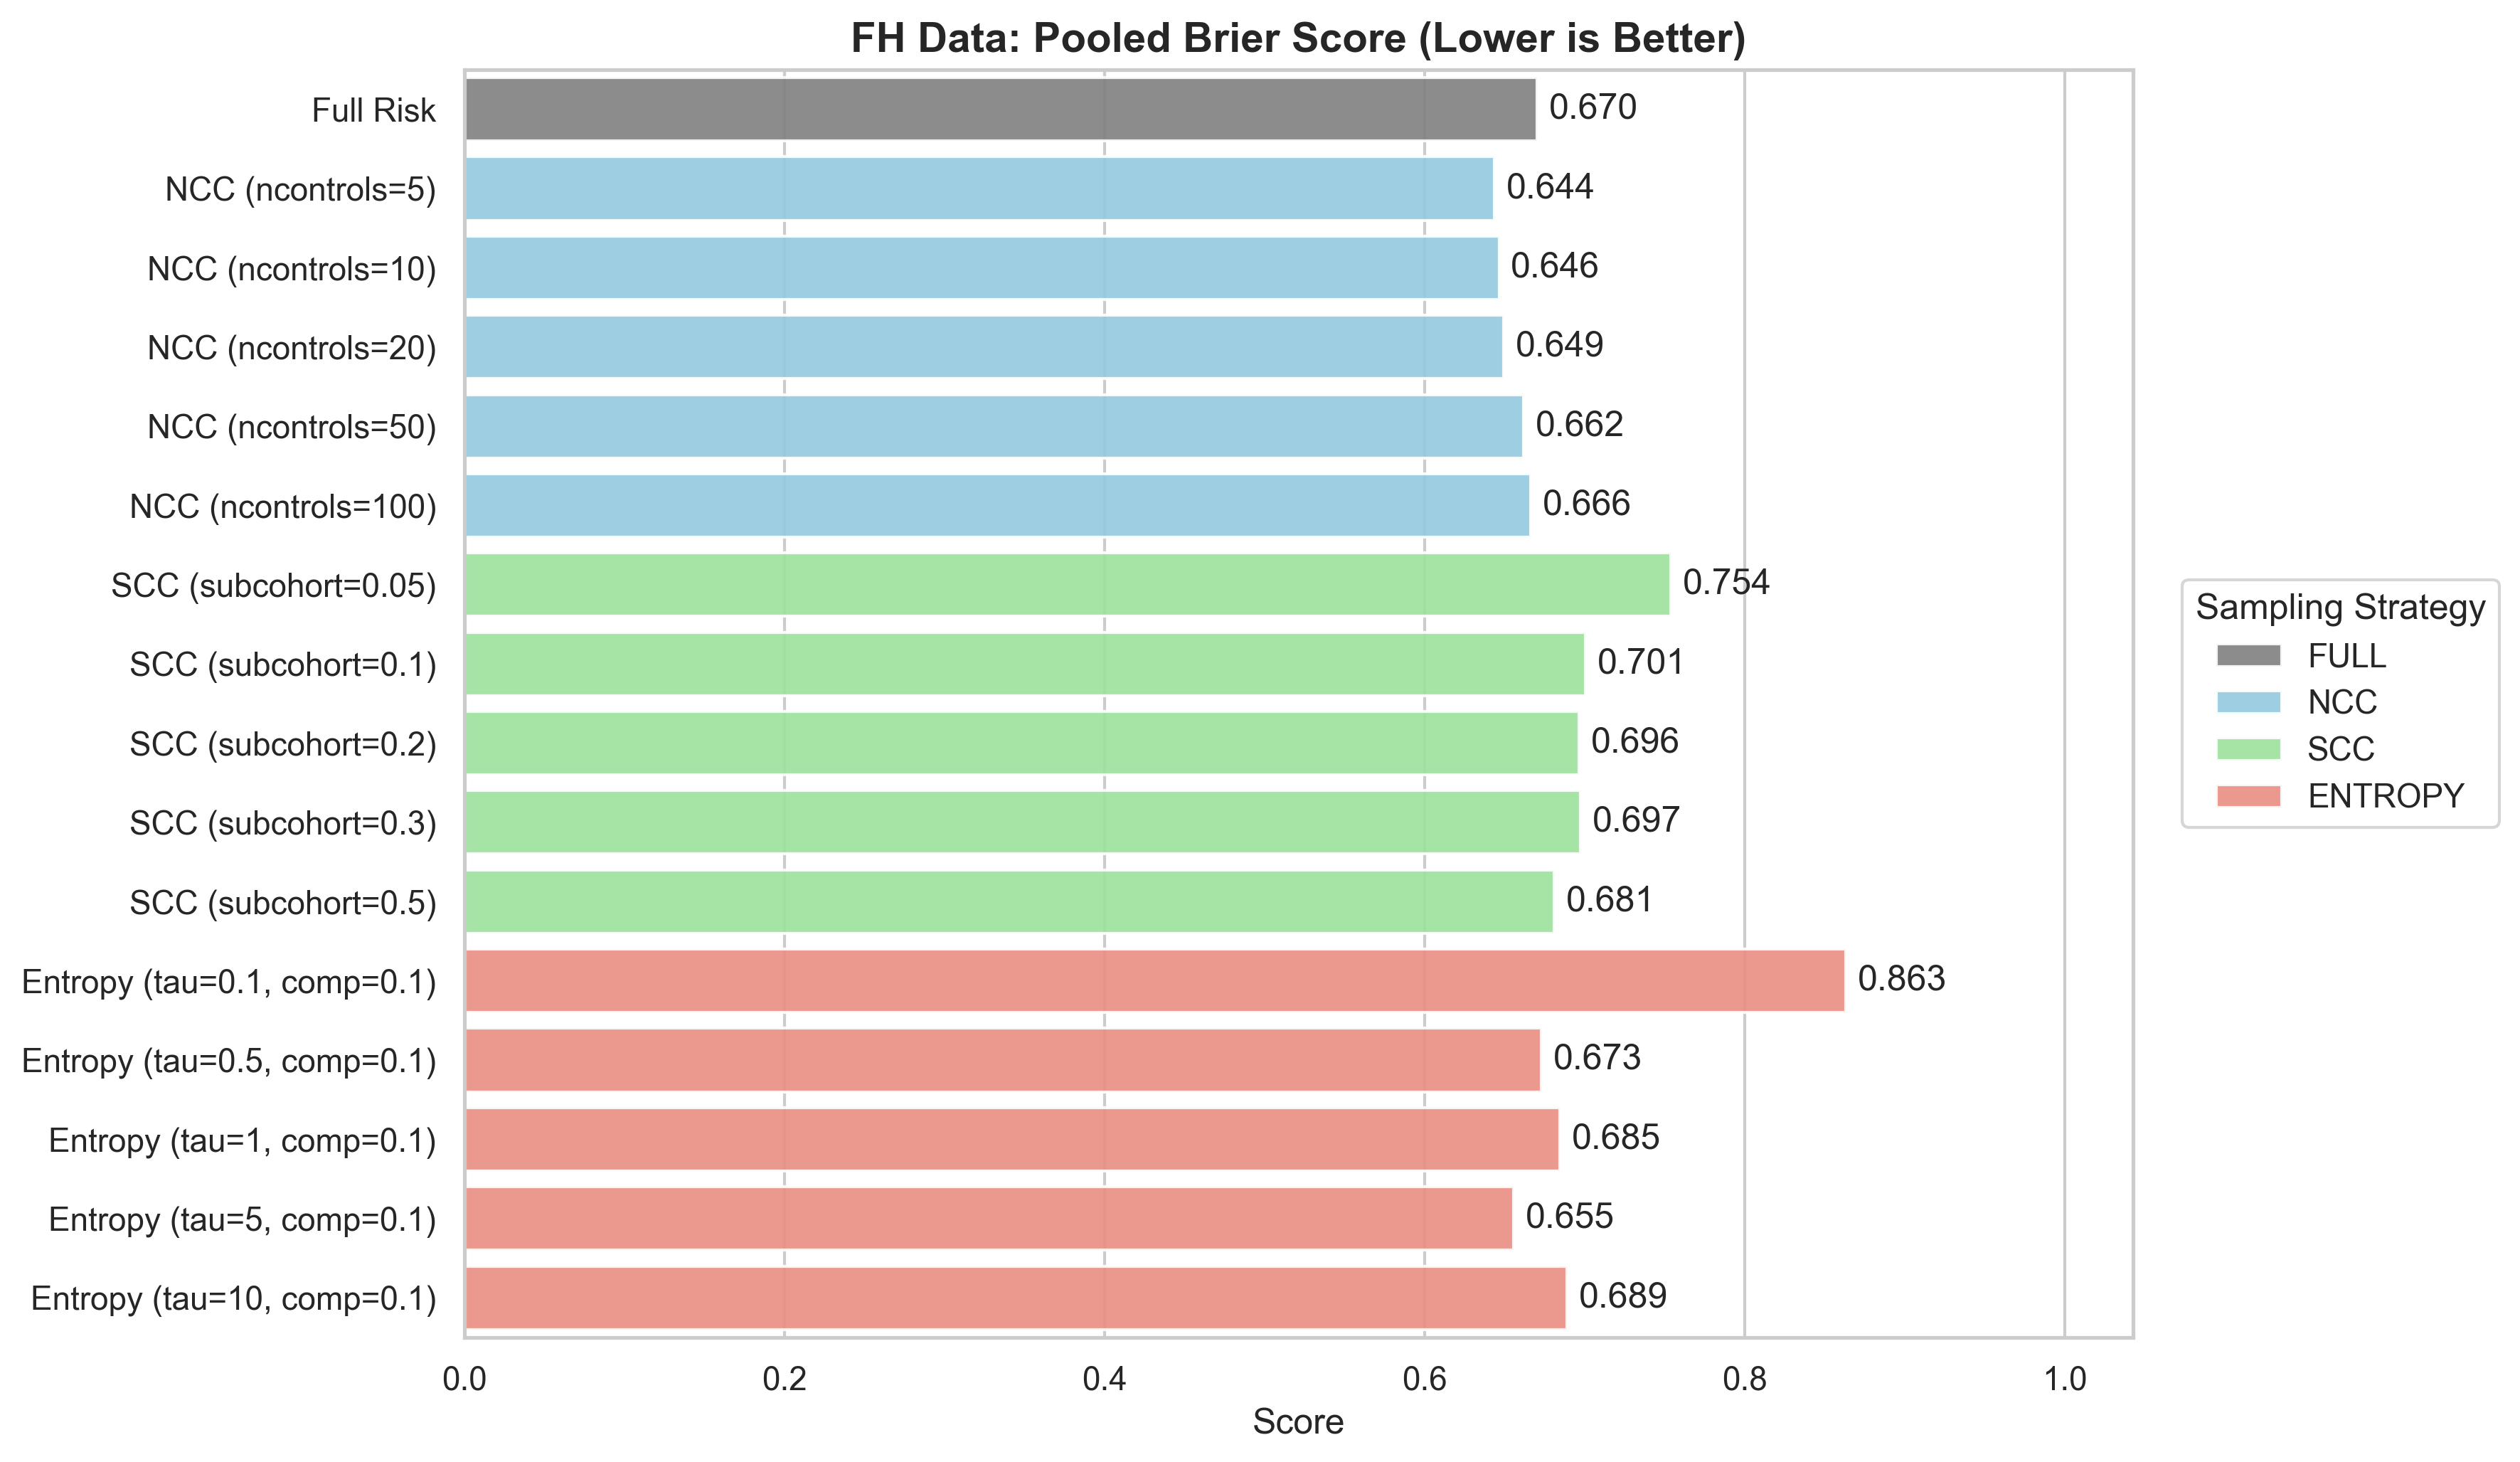 FH Data: Pooled Brier Score (Lower is Better)
Full Risk 0.670
NCC (ncontrols=5) 0.644
NCC (ncontrols=10) 0.646
NCC (ncontrols=20) 0.649
NCC (ncontrols=50) 0.662
NCC (ncontrols=100) 0.666
SCC (subcohort=0.05) 0.754
SCC (subcohort=0.1) 0.701
SCC (subcohort=0.2) 0.696
SCC (subcohort=0.3) 0.697
SCC (subcohort=0.5) 0.681
Entropy (tau=0.1, comp=0.1) 0.863
Entropy (tau=0.5, comp=0.1) 0.673
Entropy (tau=1, comp=0.1) 0.685
Entropy (tau=5, comp=0.1) 0.655
Entropy (tau=10, comp=0.1) 0.689
0.0 0.2 0.4 0.6 0.8 1.0
Score
Sampling Strategy
FULL
NCC
SCC
ENTROPY